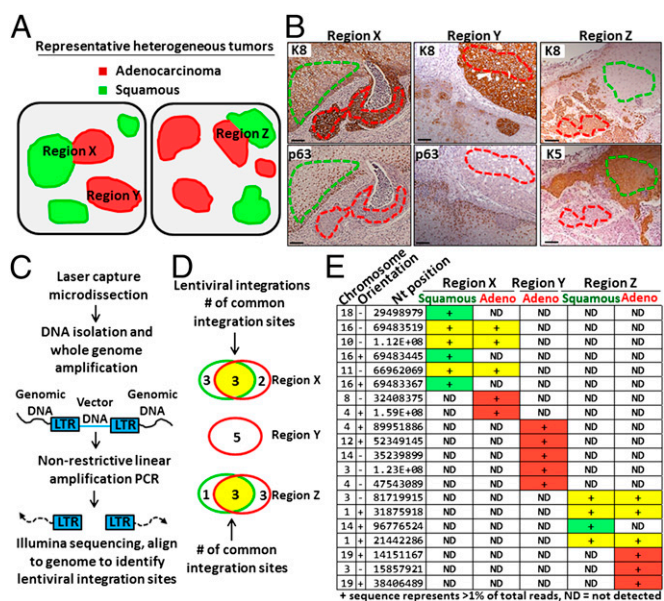 A
Representative heterogeneous tumors
Adenocarcinoma
Squamous
Region X
Region Y
Region Z
B
Region X Region Y Region Z
K8 K8 K8
p63 p63 K5
C
Laser capture
microdissection
DNA isolation and
whole genome
amplification
Genomic DNA Vector DNA Genomic DNA
LTR LTR
Non-restrictive linear
amplification PCR
LTR LTR
Illumina sequencing, align
to genome to identify
lentiviral integration sites
D
Lentiviral integrations
# of common
integration sites
3 3 2 Region X
5 Region Y
1 3 3 Region Z
# of common
integration sites
E
Chromosome Orientation Nt position Region X Region Y Region Z
Squamous Adeno Adeno Squamous Adeno
18 - 29498979 + ND ND ND ND
16 - 69483519 + + ND ND ND
10 - 1.12E+08 + + ND ND ND
16 + 69483445 + ND ND ND ND
11 - 66962069 + + ND ND ND
16 + 69483367 + ND ND ND ND
8 - 32408375 ND + ND ND ND
4 + 1.59E+08 ND + ND ND ND
4 + 89951886 ND ND + ND ND
12 + 52349145 ND ND + ND ND
14 - 35239899 ND ND + ND ND
3 - 1.23E+08 ND ND + ND ND
4 - 47543089 ND ND + ND ND
3 - 81719915 ND ND ND + +
1 + 31875918 ND ND ND + +
14 + 96776524 ND ND ND + ND
1 + 21442286 ND ND ND + +
19 + 14151167 ND ND ND ND +
3 - 15857921 ND ND ND ND +
19 + 38406489 ND ND ND ND +
+ sequence represents >1% of total reads, ND = not detected